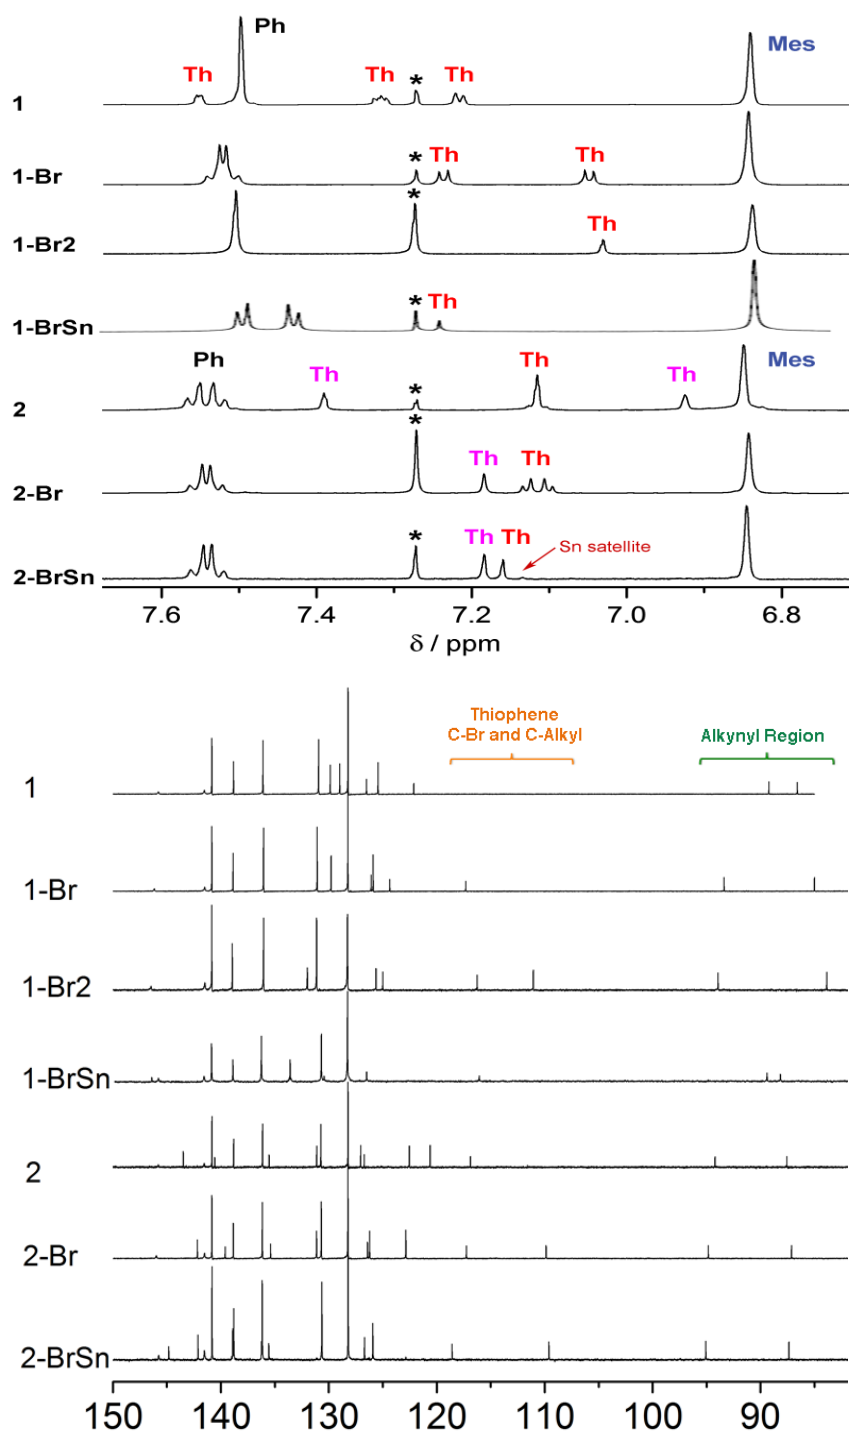 Ph
Mes
Th Th * Th
1
* Th Th
1-Br
* Th
1-Br2
* Th
1-BrSn
Ph Th * Th Th Mes
2
* Th Th
2-Br
* Th Th
Sn satellite
2-BrSn
7.6 7.4 7.2 7.0 6.8
δ / ppm
Thiophene
C-Br and C-Alkyl
Alkynyl Region
1
1-Br
1-Br2
1-BrSn
2
2-Br
2-BrSn
150 140 130 120 110 100 90